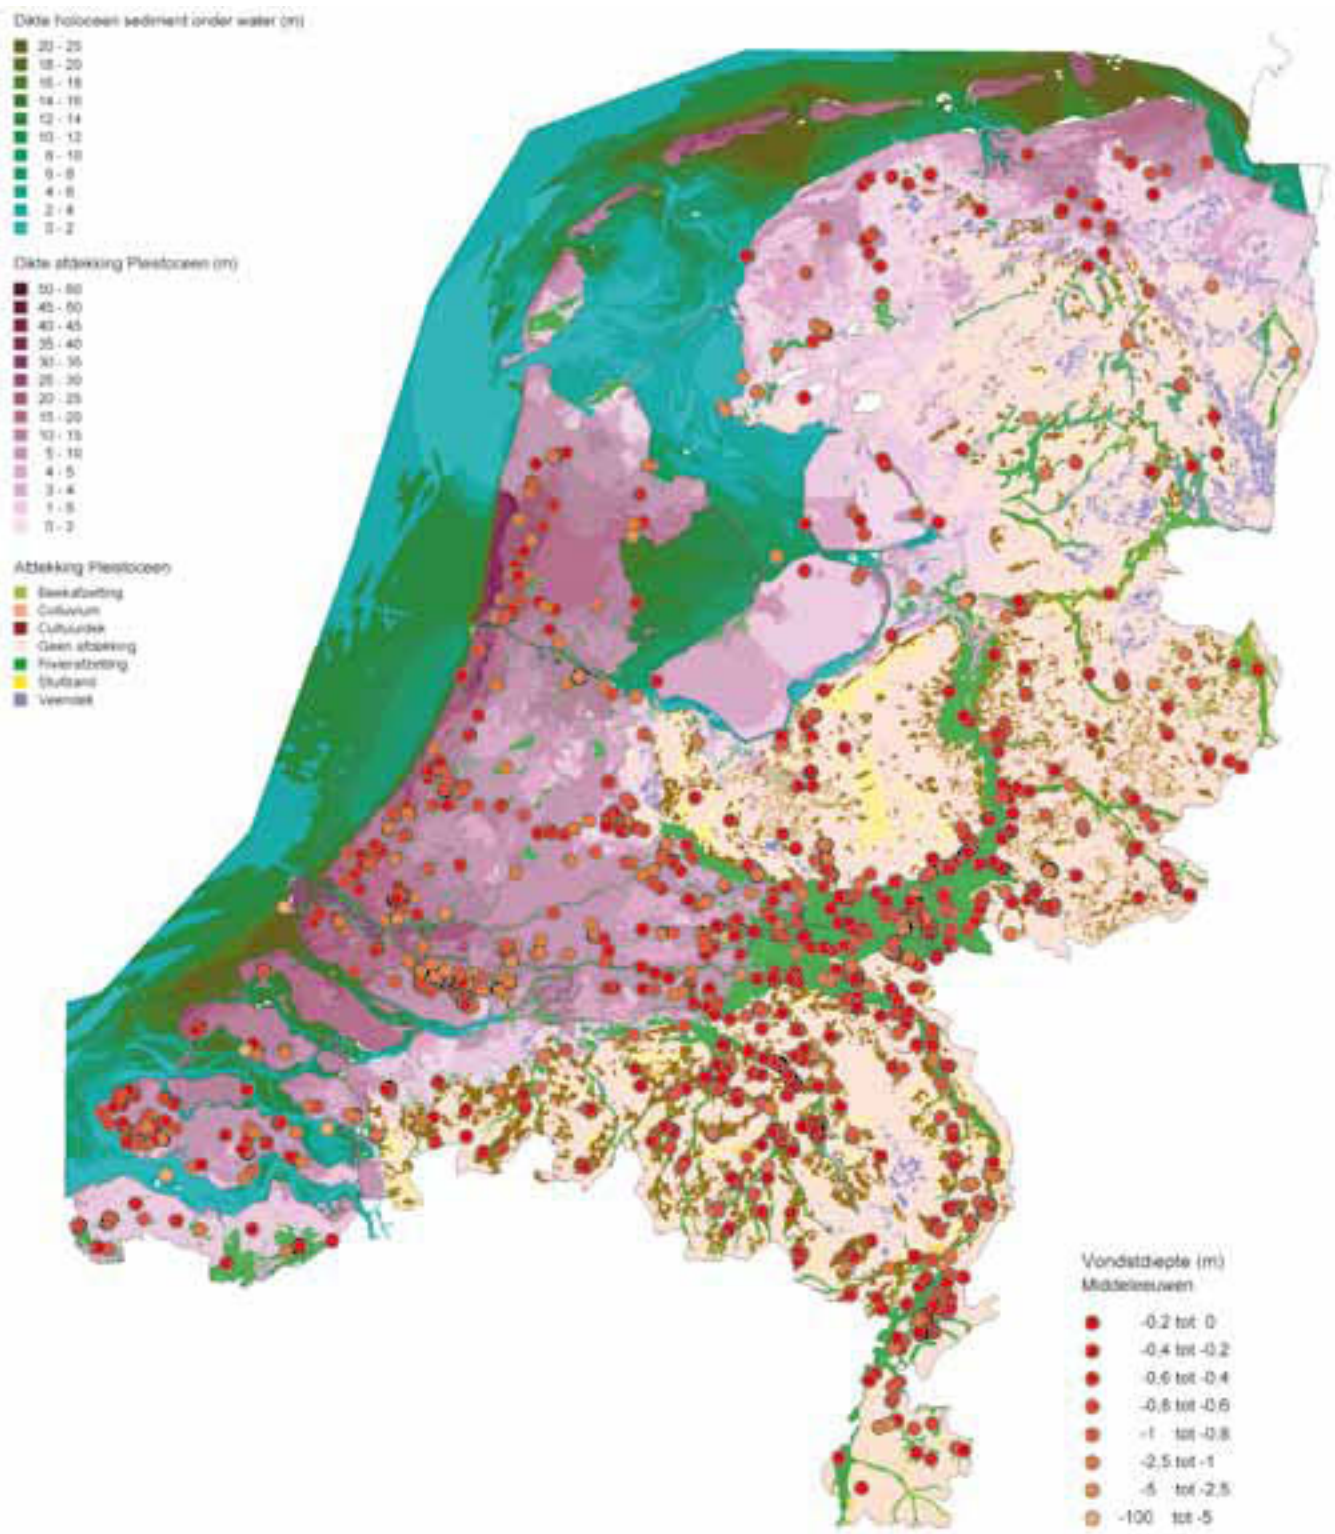 Dikte holoceen sediment onder water (m)
20 - 25
18 - 20
16 - 18
14 - 16
12 - 14
10 - 12
8 - 10
6 - 8
4 - 6
2 - 4
0 - 2
Dikte afdekking Pleistoceen (m)
50 - 60
45 - 50
40 - 45
35 - 40
30 - 35
25 - 30
20 - 25
15 - 20
10 - 15
5 - 10
4 - 5
3 - 4
0 - 2
Afdekking Pleistoceen
Beekafzetting
Colluvium
Cultuurdek
Geen afdekking
Rivierafzetting
Stuifzand
Veendek
Vondstdiepte (m)
Middeleeuwen
-0.2 tot 0
-0.4 tot -0.2
-0.6 tot -0.4
-0.8 tot -0.6
-1 tot -0.8
-2.5 tot -1
-5 tot -2.5
-100 tot -5